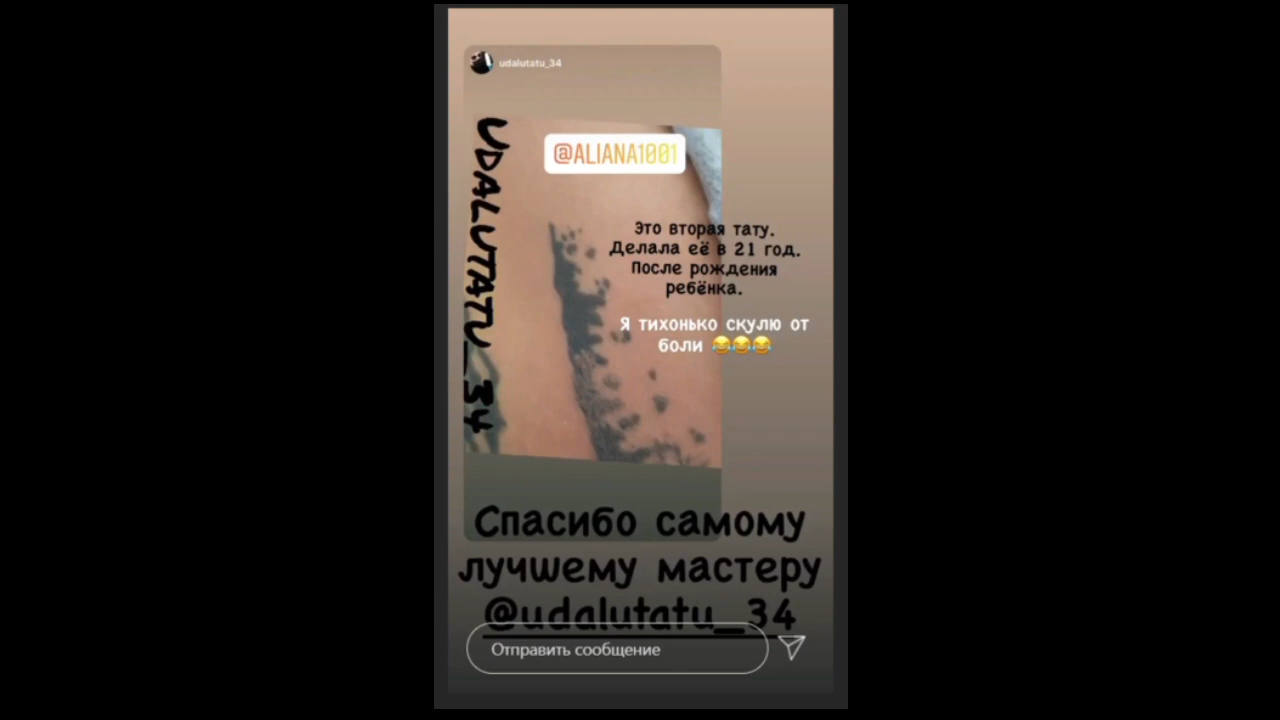 udalutatu_34
UDALUTATU_34
@ALIANA1001
Это вторая тату.
Делала её в 21 год.
После рождения
ребёнка.
Я тихонько скулю от
боли 😂😂😂
Спасибо самому
лучшему мастеру
@udalutatu_34
Отправить сообщение